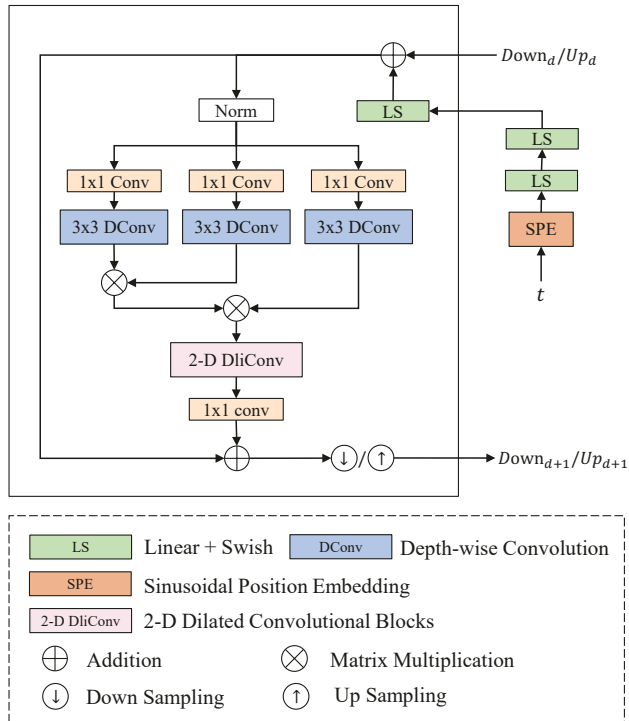 Down_d/Up_d
Norm
LS
LS
1x1 Conv 1x1 Conv 1x1 Conv
LS
3x3 DConv 3x3 DConv 3x3 DConv
SPE
t
2-D DliConv
1x1 conv
/
Down_{d+1}/Up_{d+1}
LS Linear + Swish DConv Depth-wise Convolution
SPE Sinusoidal Position Embedding
2-D DliConv 2-D Dilated Convolutional Blocks
Addition Matrix Multiplication
↓ Down Sampling ↑ Up Sampling